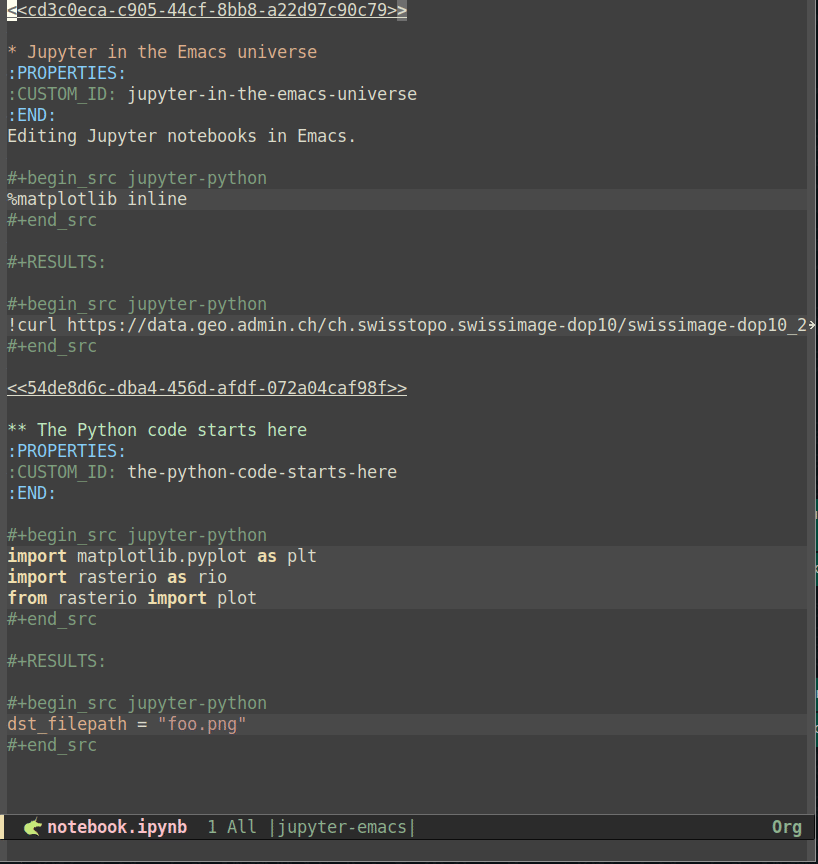 <<cd3c0eca-c905-44cf-8bb8-a22d97c90c79>>
* Jupyter in the Emacs universe
:PROPERTIES:
:CUSTOM_ID: jupyter-in-the-emacs-universe
:END:
Editing Jupyter notebooks in Emacs.
#+begin_src jupyter-python
%matplotlib inline
#+end_src
#+RESULTS:
#+begin_src jupyter-python
!curl https://data.geo.admin.ch/ch.swisstopo.swissimage-dop10/swissimage-dop10_2
#+end_src
<<54de8d6c-dba4-456d-afdf-072a04caf98f>>
** The Python code starts here
:PROPERTIES:
:CUSTOM_ID: the-python-code-starts-here
:END:
#+begin_src jupyter-python
import matplotlib.pyplot as plt
import rasterio as rio
from rasterio import plot
#+end_src
#+RESULTS:
#+begin_src jupyter-python
dst_filepath = "foo.png"
#+end_src
notebook.ipynb 1 All |jupyter-emacs| Org